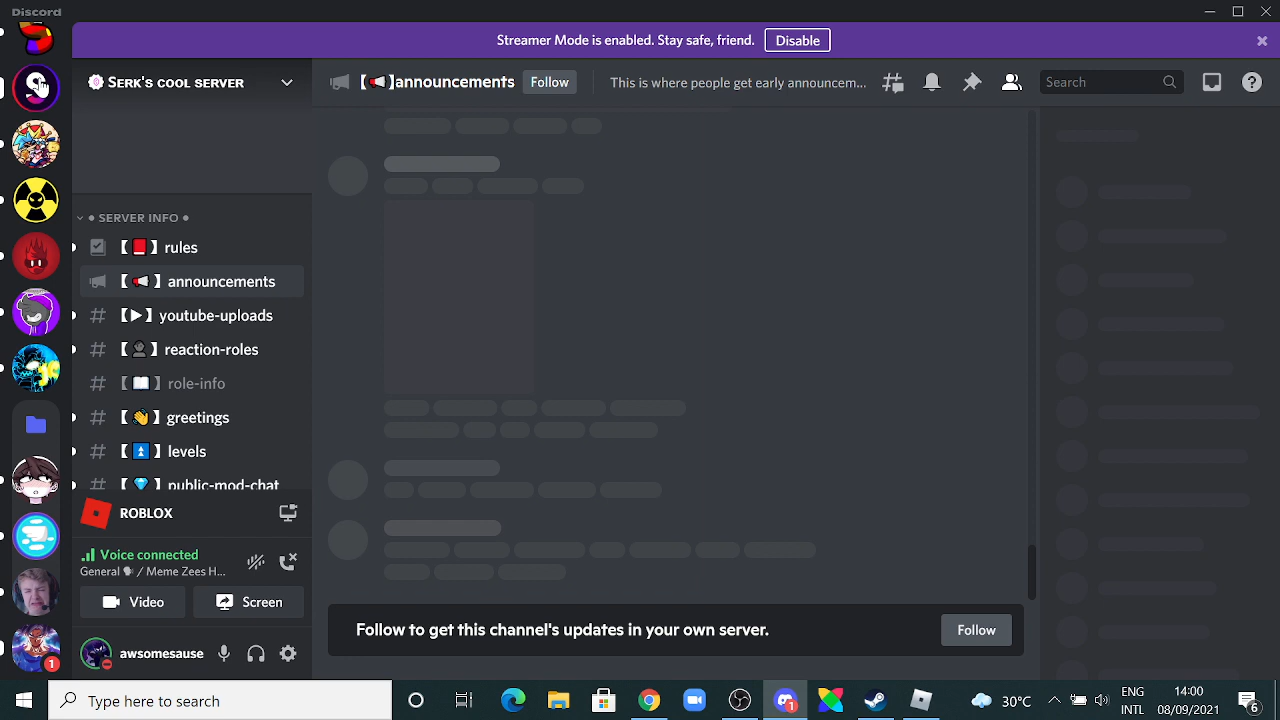 Discord
Streamer Mode is enabled. Stay safe, friend. Disable
SERK'S COOL SERVER
【📢】announcements Follow This is where people get early announcem... Search
● SERVER INFO ●
【📕】rules
【📢】announcements
【▶】youtube-uploads
【👤】reaction-roles
【📖】role-info
【👋】greetings
【⏫】levels
【💎】public-mod-chat
ROBLOX
Voice connected
General 🗣 / Meme Zees H...
Video Screen
awsomesause
1
Follow to get this channel's updates in your own server. Follow
Type here to search
1
30°C
ENG
INTL
14:00
08/09/2021
6